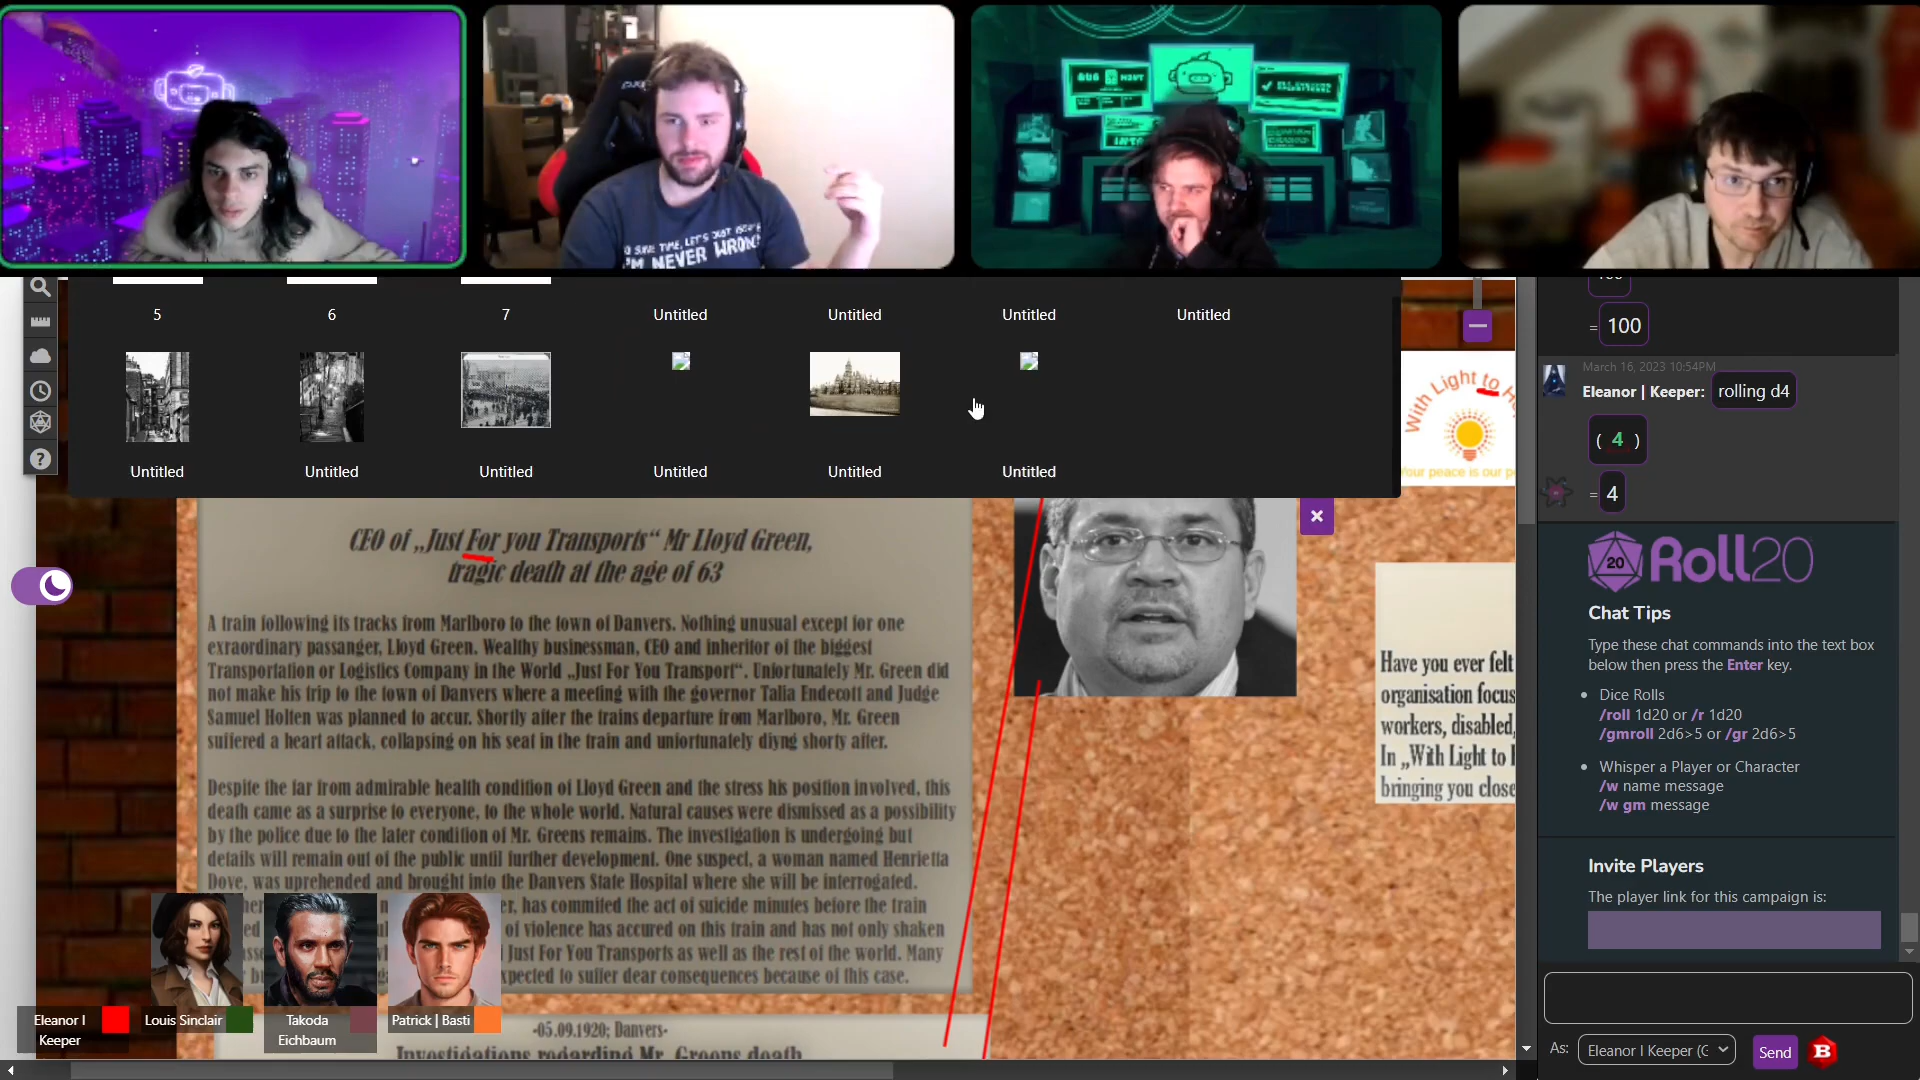 BUG HUNT
SAVE TIME, LET'S JUST ASSUME
I'M NEVER WRONG
5
6
7
Untitled
Untitled
Untitled
Untitled
Untitled
Untitled
Untitled
Untitled
Untitled
Untitled
With Light to H
Your peace is our p
CEO of „Just For you Transports“ Mr Lloyd Green,
tragic death at the age of 63
A train following its tracks from Marlboro to the town of Danvers. Nothing unusual except for one
extraordinary passanger, Lloyd Green. Wealthy businessman, CEO and inheritor of the biggest
Transportation or Logistics Company in the World „Just For You Transport“. Unfortunately Mr. Green did
not make his trip to the town of Danvers where a meeting with the governor Talia Endecott and Judge
Samuel Holten was planned to accur. Shortly after the trains departure from Marlboro, Mr. Green
suffered a heart attack, collapsing on his seat in the train and unfortunately diyng shorty after.
Despite the far from admirable health condition of Lloyd Green and the stress his position involved, this
death came as a surprise to everyone, to the whole world. Natural causes were dismissed as a possibility
by the police due to the later condition of Mr. Greens remains. The investigation is undergoing but
details will remain out of the public until further development. One suspect, a woman named Henrietta
Dove, was uprehended and brought into the Danvers State Hospital where she will be interrogated.
er, has commited the act of suicide minutes before the train
of violence has accured on this train and has not only shaken
Just For You Transports as well as the rest of the world. Many
xpected to suffer dear consequences because of this case.
-05.09.1920; Danvers-
Investigations regarding Mr. Greens death
Have you ever felt
organisation focus
workers, disabled,
In „With Light to
bringing you close
Eleanor I
Keeper
Louis Sinclair
Takoda
Eichbaum
Patrick | Basti
= 100
March 16, 2023 10:54PM
Eleanor | Keeper: rolling d4
( 4 )
= 4
20 Roll20
Chat Tips
Type these chat commands into the text box
below then press the Enter key.
• Dice Rolls
/roll 1d20 or /r 1d20
/gmroll 2d6>5 or /gr 2d6>5
• Whisper a Player or Character
/w name message
/w gm message
Invite Players
The player link for this campaign is:
As: Eleanor I Keeper (G
Send
B